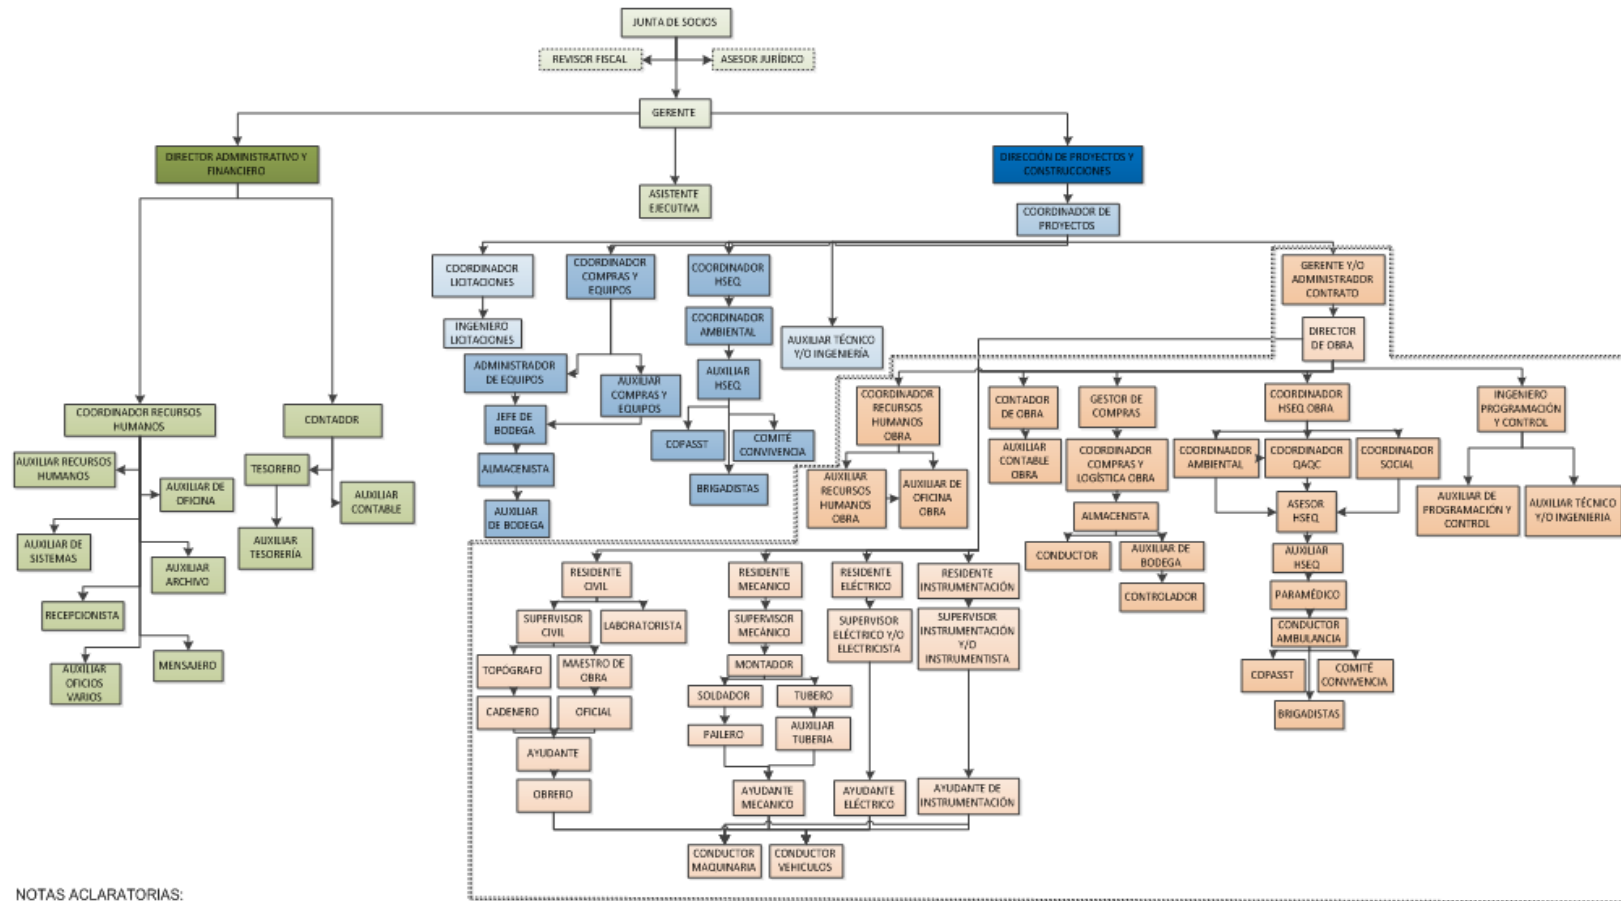 JUNTA DE SOCIOS
REVISOR FISCAL
ASESOR JURÍDICO
GERENTE
DIRECTOR ADMINISTRATIVO Y
FINANCIERO
DIRECCIÓN DE PROYECTOS Y
CONSTRUCCIONES
ASISTENTE
EJECUTIVA
COORDINADOR DE
PROYECTOS
COORDINADOR
LICITACIONES
COORDINADOR
COMPRAS Y
EQUIPOS
COORDINADOR
HSEQ
GERENTE Y/O
ADMINISTRADOR
CONTRATO
INGENIERO
LICITACIONES
COORDINADOR
AMBIENTAL
AUXILIAR TÉCNICO
Y/O INGENIERÍA
DIRECTOR
DE OBRA
ADMINISTRADOR
DE EQUIPOS
AUXILIAR
COMPRAS Y
EQUIPOS
AUXILIAR
HSEQ
JEFE DE
BODEGA
COPASST
COMITÉ
CONVIVENCIA
ALMACENISTA
BRIGADISTAS
AUXILIAR
DE BODEGA
COORDINADOR RECURSOS
HUMANOS
CONTADOR
AUXILIAR RECURSOS
HUMANOS
TESORERO
AUXILIAR DE
OFICINA
AUXILIAR
CONTABLE
AUXILIAR DE
SISTEMAS
AUXILIAR
TESORERÍA
AUXILIAR
ARCHIVO
RECEPCIONISTA
MENSAJERO
AUXILIAR
OFICIOS
VARIOS
COORDINADOR
RECURSOS
HUMANOS
OBRA
CONTADOR
DE OBRA
GESTOR DE
COMPRAS
COORDINADOR
HSEQ OBRA
INGENIERO
PROGRAMACIÓN
Y CONTROL
AUXILIAR
CONTABLE
OBRA
COORDINADOR
COMPRAS Y
LOGÍSTICA OBRA
COORDINADOR
AMBIENTAL
COORDINADOR
QAQC
COORDINADOR
SOCIAL
AUXILIAR
RECURSOS
HUMANOS OBRA
AUXILIAR DE
OFICINA
OBRA
AUXILIAR DE
PROGRAMACIÓN Y
CONTROL
AUXILIAR TÉCNICO
Y/O INGENIERIA
ALMACENISTA
ASESOR
HSEQ
CONDUCTOR
AUXILIAR DE
BODEGA
AUXILIAR
HSEQ
CONTROLADOR
PARAMÉDICO
CONDUCTOR
AMBULANCIA
COPASST
COMITÉ
CONVIVENCIA
BRIGADISTAS
RESIDENTE
CIVIL
RESIDENTE
MECANICO
RESIDENTE
ELÉCTRICO
RESIDENTE
INSTRUMENTACIÓN
SUPERVISOR
CIVIL
LABORATORISTA
SUPERVISOR
MECÁNICO
SUPERVISOR
ELÉCTRICO Y/O
ELECTRICISTA
SUPERVISOR
INSTRUMENTACIÓN
Y/O
INSTRUMENTISTA
TOPÓGRAFO
MAESTRO DE
OBRA
MONTADOR
CADENERO
OFICIAL
SOLDADOR
TUBERO
PAILERO
AUXILIAR
TUBERIA
AYUDANTE
OBRERO
AYUDANTE
MECANICO
AYUDANTE
ELÉCTRICO
AYUDANTE DE
INSTRUMENTACIÓN
CONDUCTOR
MAQUINARIA
CONDUCTOR
VEHICULOS
NOTAS ACLARATORIAS: